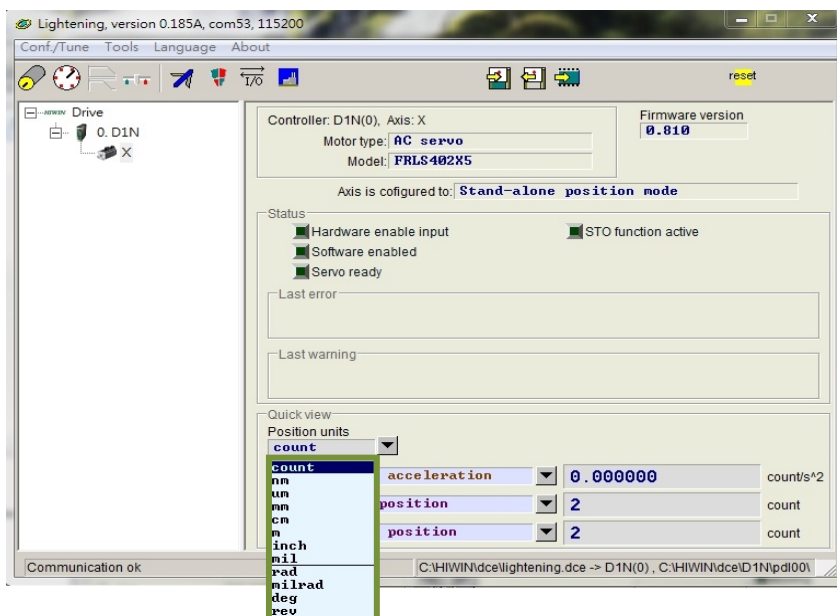 Lightening, version 0.185A, com53, 115200
Conf./Tune Tools Language About
I/O
reset
HIWIN Drive
0. D1N
X
Controller: D1N(0), Axis: X
Firmware version
0.810
Motor type: AC servo
Model: FRLS402X5
Axis is cofigured to: Stand-alone position mode
Status
Hardware enable input
STO function active
Software enabled
Servo ready
Last error
Last warning
Quick view
Position units
count
count
nm
um
mm
cm
m
inch
mil
rad
milrad
deg
rev
acceleration 0.000000 count/s^2
position 2 count
position 2 count
Communication ok
C:\HIWIN\dce\lightening.dce -> D1N(0) , C:\HIWIN\dce\D1N\pdl00\